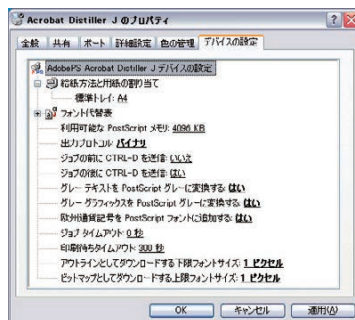 Acrobat Distiller J のプロパティ
全般 共有 ポート 詳細設定 色の管理 デバイスの設定
AdobePS Acrobat Distiller J デバイスの設定
給紙方法と用紙の割り当て
標準トレイ: A4
フォント代替表
利用可能な PostScript メモリ: 4096 KB
出力プロトコル: バイナリ
ジョブの前に CTRL-D を送信: いいえ
ジョブの後に CTRL-D を送信: はい
グレー テキストを PostScript グレーに変換する: はい
グレー グラフィックスを PostScript グレーに変換する: はい
欧州通貨記号を PostScript フォントに追加する: はい
ジョブ タイムアウト: 0 秒
印刷待ちタイムアウト: 300 秒
アウトラインとしてダウンロードする下限フォントサイズ: 1 ピクセル
ビットマップとしてダウンロードする上限フォントサイズ: 1 ピクセル
OK キャンセル 適用(A)